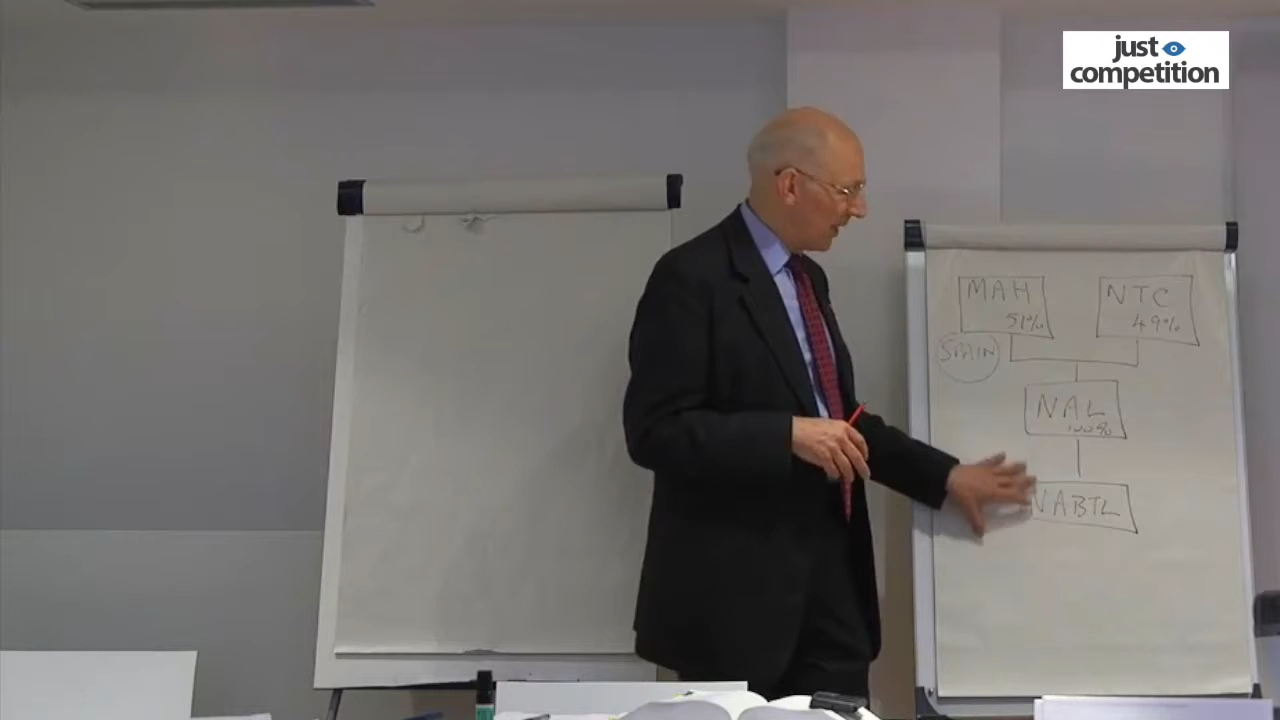 just
competition
MAH
51%
NTC
49%
SPAIN
NAL
100%
NABTL